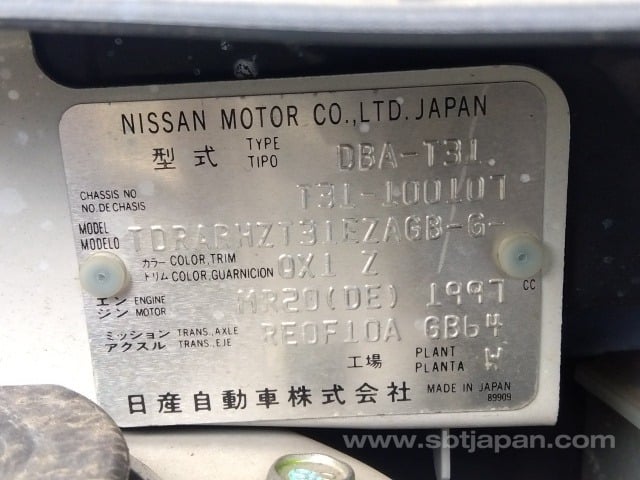 NISSAN MOTOR CO.,LTD. JAPAN
型式 TYPE TIPO DBA-T31
CHASSIS NO NO.DE CHASIS T31-100107
MODEL MODELO TDRARHZT31EZAGB-G-
カラー COLOR,TRIM トリム COLOR,GUARNICION QX1 Z
エンジン ENGINE MOTOR MR20(DE) 1997 CC
ミッション TRANS.,AXLE アクスル TRANS.,EJE RE0F10A GB64
工場 PLANT PLANTA W
日産自動車株式会社 MADE IN JAPAN
89909
www.sbtjapan.com